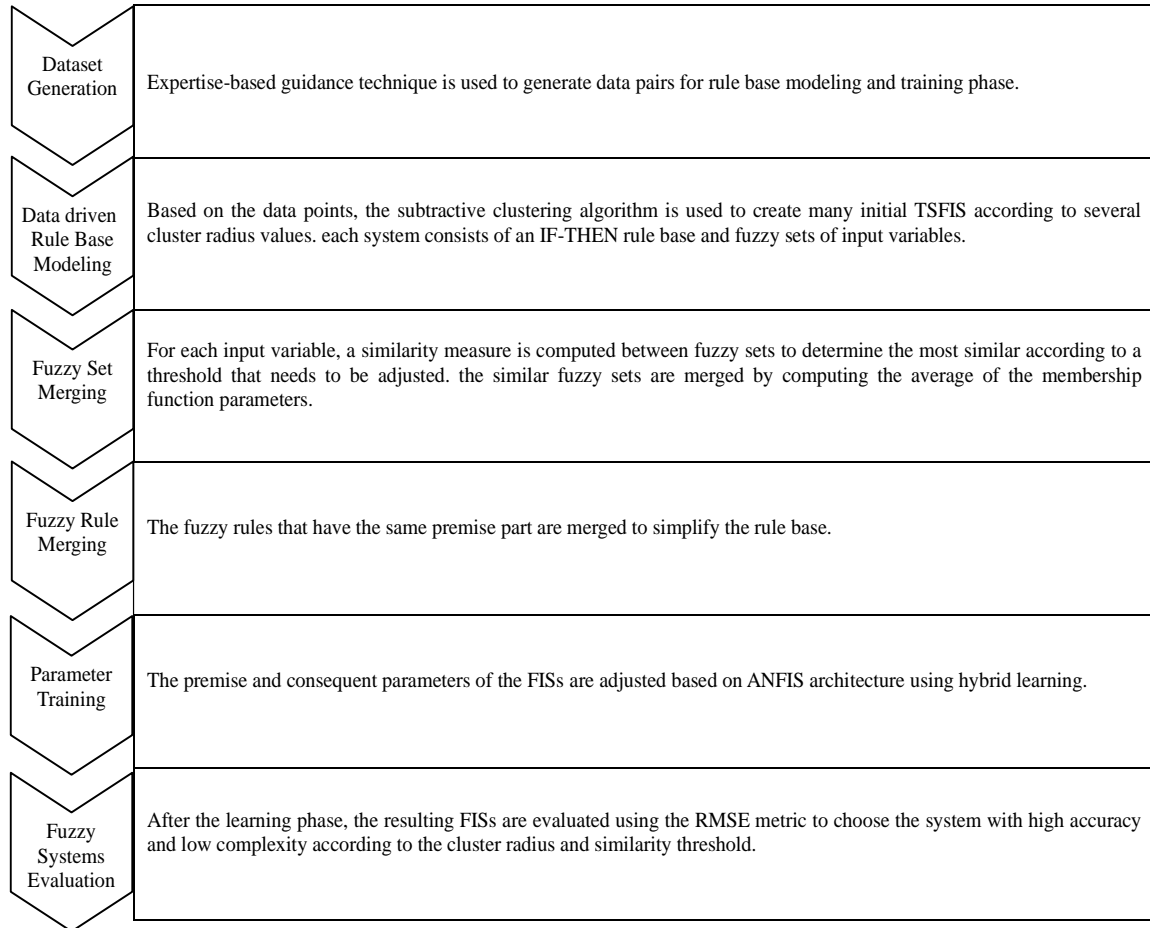 Dataset
Generation
Expertise-based guidance technique is used to generate data pairs for rule base modeling and training phase.
Data driven
Rule Base
Modeling
Based on the data points, the subtractive clustering algorithm is used to create many initial TSFIS according to several
cluster radius values. each system consists of an IF-THEN rule base and fuzzy sets of input variables.
Fuzzy Set
Merging
For each input variable, a similarity measure is computed between fuzzy sets to determine the most similar according to a
threshold that needs to be adjusted. the similar fuzzy sets are merged by computing the average of the membership
function parameters.
Fuzzy Rule
Merging
The fuzzy rules that have the same premise part are merged to simplify the rule base.
Parameter
Training
The premise and consequent parameters of the FISs are adjusted based on ANFIS architecture using hybrid learning.
Fuzzy
Systems
Evaluation
After the learning phase, the resulting FISs are evaluated using the RMSE metric to choose the system with high accuracy
and low complexity according to the cluster radius and similarity threshold.